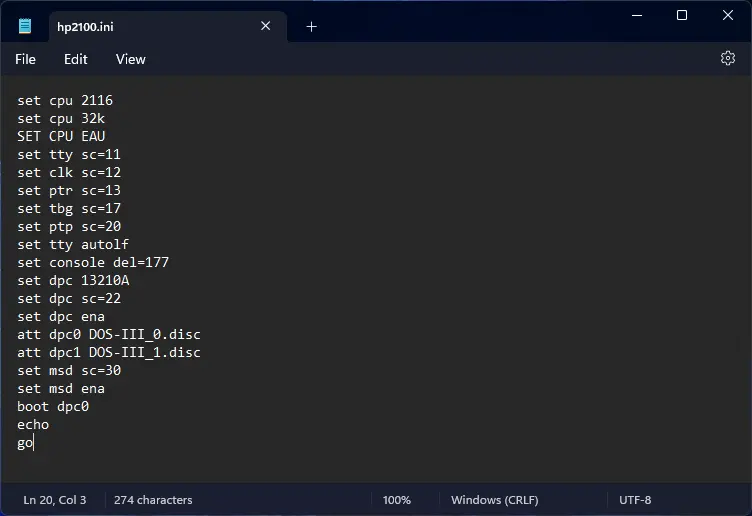 hp2100.ini
File Edit View
set cpu 2116
set cpu 32k
SET CPU EAU
set tty sc=11
set clk sc=12
set ptr sc=13
set tbg sc=17
set ptp sc=20
set tty autolf
set console del=177
set dpc 13210A
set dpc sc=22
set dpc ena
att dpc0 DOS-III_0.disc
att dpc1 DOS-III_1.disc
set msd sc=30
set msd ena
boot dpc0
echo
go
Ln 20, Col 3 274 characters 100% Windows (CRLF) UTF-8